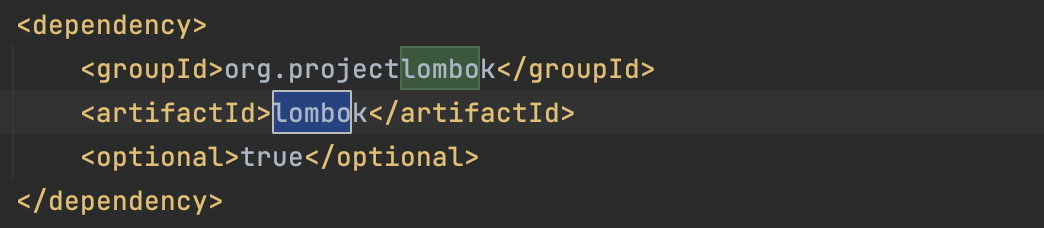 <dependency>
    <groupId>org.projectlombok</groupId>
    <artifactId>lombok</artifactId>
    <optional>true</optional>
</dependency>